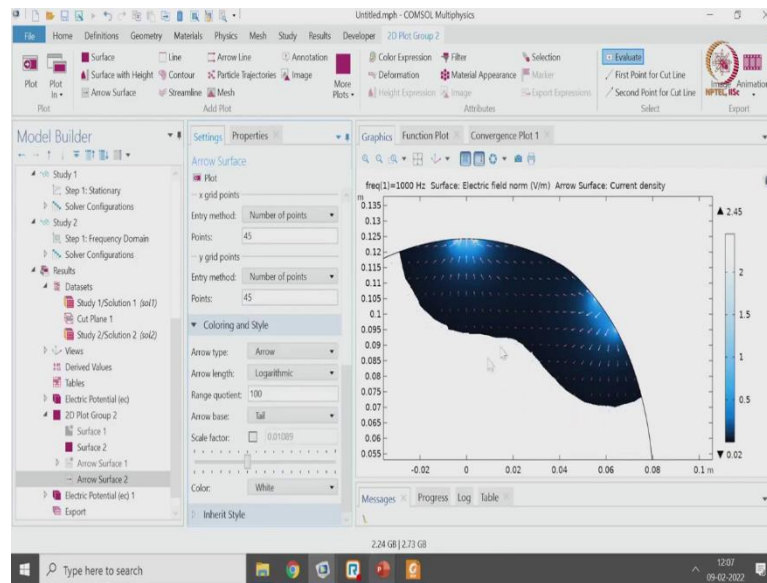 Untitled.mph - COMSOL Multiphysics
File Home Definitions Geometry Materials Physics Mesh Study Results Developer 2D Plot Group 2
Plot
Plot In
Plot
Surface
Surface with Height
Arrow Surface
Line
Contour
Streamline
Arrow Line
Particle Trajectories
Mesh
Annotation
Image
More Plots
Add Plot
Color Expression
Deformation
Height Expression
Filter
Material Appearance
Image
Selection
Marker
Export Expressions
Attributes
Evaluate
First Point for Cut Line
Second Point for Cut Line
Select
Image
Animation
NPTEL, IISc
Export
Model Builder
Study 1
Step 1: Stationary
Solver Configurations
Study 2
Step 1: Frequency Domain
Solver Configurations
Results
Datasets
Study 1/Solution 1 (sol1)
Cut Plane 1
Study 2/Solution 2 (sol2)
Views
Derived Values
Tables
Electric Potential (ec)
2D Plot Group 2
Surface 1
Surface 2
Arrow Surface 1
Arrow Surface 2
Electric Potential (ec) 1
Export
Settings Properties
Arrow Surface
Plot
x grid points
Entry method: Number of points
Points: 45
y grid points
Entry method: Number of points
Points: 45
Coloring and Style
Arrow type: Arrow
Arrow length: Logarithmic
Range quotient: 100
Arrow base: Tail
Scale factor: 0.01089
Color: White
Inherit Style
Graphics Function Plot Convergence Plot 1
freq(1)=1000 Hz Surface: Electric field norm (V/m) Arrow Surface: Current density
m
0.135
0.13
0.125
0.12
0.115
0.11
0.105
0.1
0.095
0.09
0.085
0.08
0.075
0.07
0.065
0.06
0.055
-0.02 0 0.02 0.04 0.06 0.08 0.1 m
▲ 2.45
2
1.5
1
0.5
▼ 0.02
Messages Progress Log Table
2.24 GB | 2.73 GB
Type here to search
12:07
09-02-2022